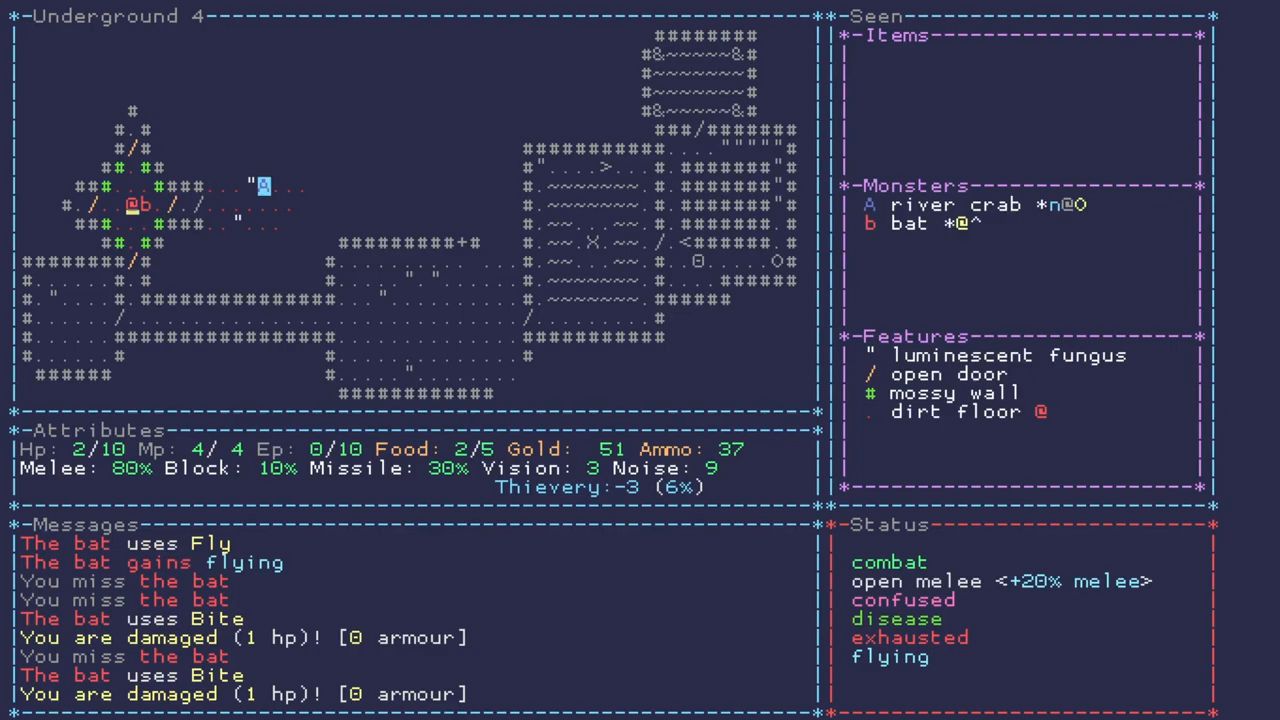 Underground 4
Seen
Items
Monsters
A river crab *n@O
b bat *@^
Features
" luminescent fungus
/ open door
# mossy wall
. dirt floor @
Attributes
Hp: 2/10 Mp: 4/ 4 Ep: 0/10 Food: 2/5 Gold: 51 Ammo: 37
Melee: 80% Block: 10% Missile: 30% Vision: 3 Noise: 9
Thievery:-3 (6%)
Messages
The bat uses Fly
The bat gains flying
You miss the bat
You miss the bat
The bat uses Bite
You are damaged (1 hp)! [0 armour]
You miss the bat
The bat uses Bite
You are damaged (1 hp)! [0 armour]
Status
combat
open melee <+20% melee>
confused
disease
exhausted
flying